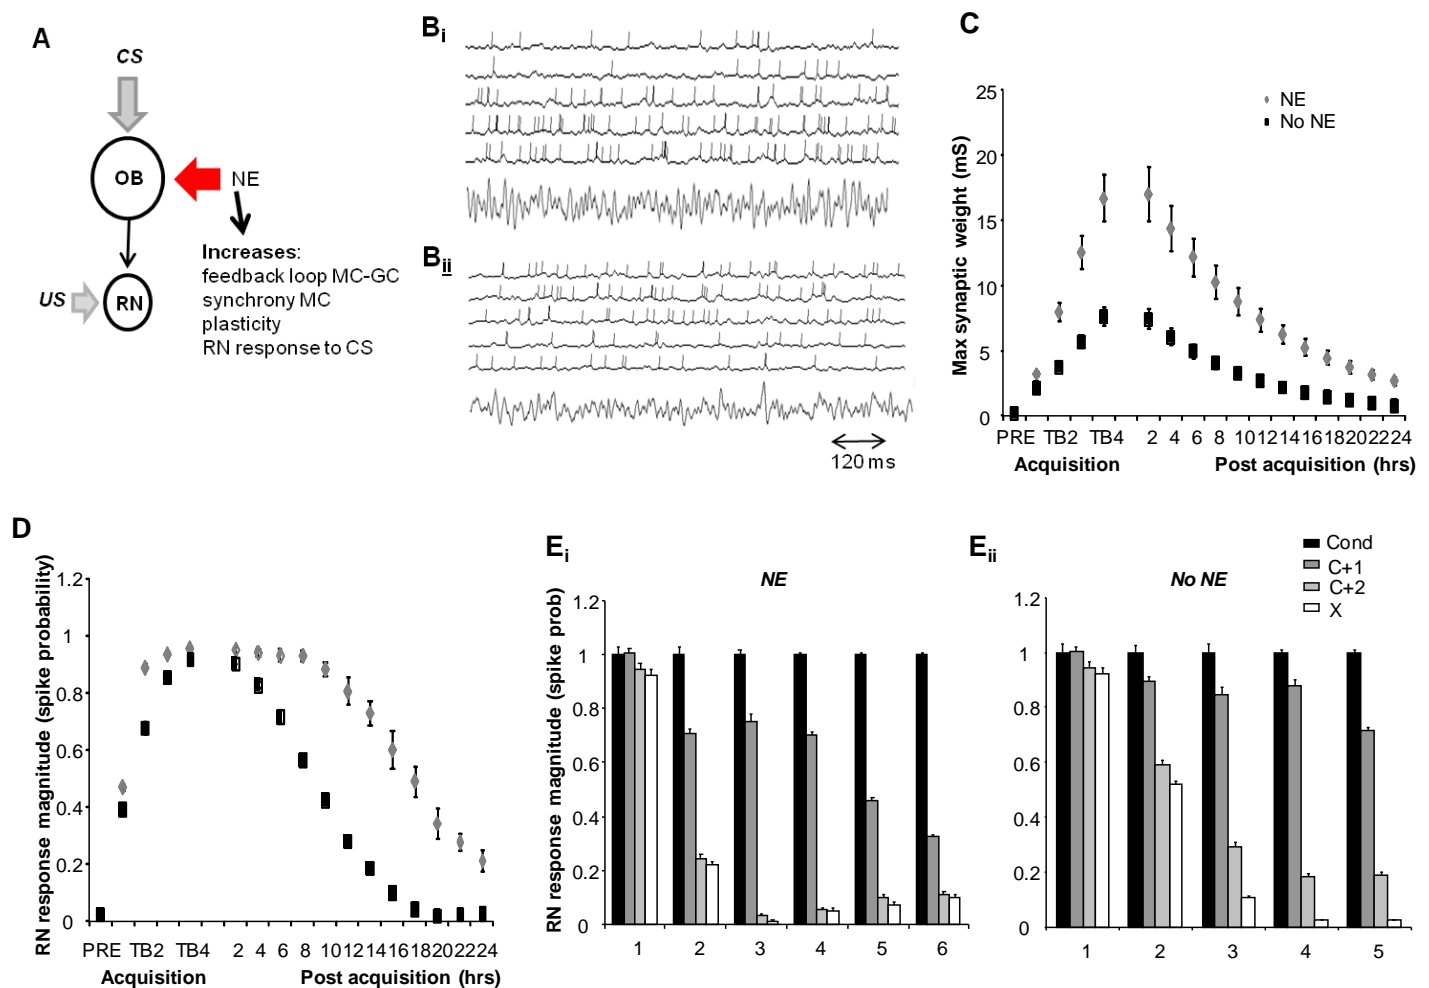 A
CS
OB
NE
Increases:
feedback loop MC-GC
synchrony MC
plasticity
RN response to CS
US
RN
Bi
Bii
120 ms
C
25
20
15
10
5
0
Max synaptic weight (mS)
NE
No NE
PRE TB2 TB4 2 4 6 8 10 12 14 16 18 20 22 24
Acquisition Post acquisition (hrs)
D
RN response magnitude (spike probability)
1.2
1
0.8
0.6
0.4
0.2
0
PRE TB2 TB4 2 4 6 8 10 12 14 16 18 20 22 24
Acquisition Post acquisition (hrs)
Ei
NE
RN response magnitude (spike prob)
1.2
1
0.8
0.6
0.4
0.2
0
1 2 3 4 5 6
Eii
No NE
Cond
C+1
C+2
X
1.2
1
0.8
0.6
0.4
0.2
0
1 2 3 4 5